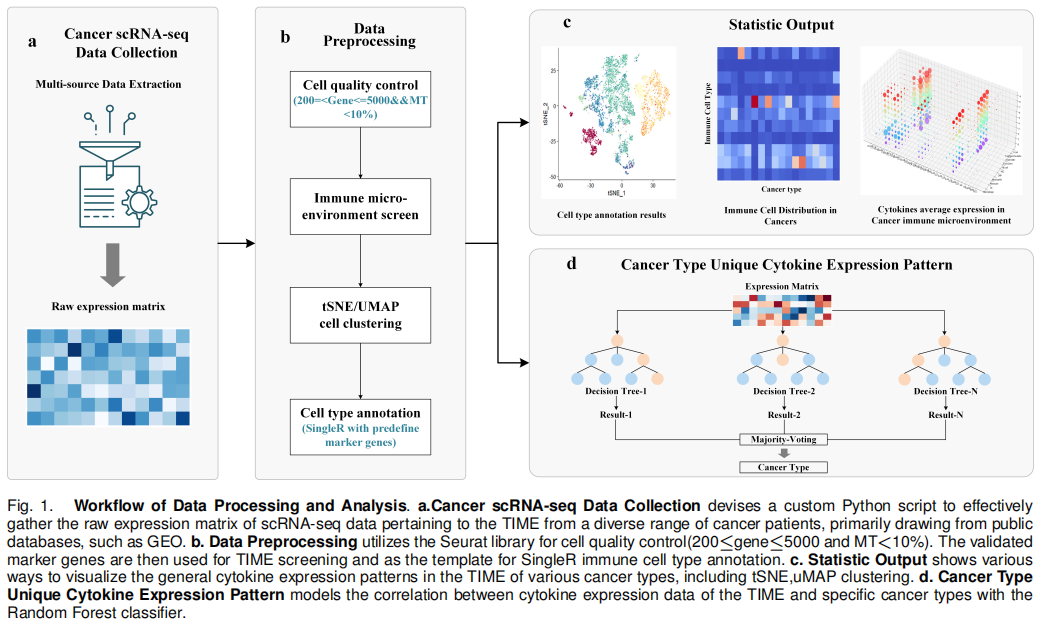 a
Cancer scRNA-seq
Data Collection
Multi-source Data Extraction
Raw expression matrix
b
Data
Preprocessing
Cell quality control
(200=<Gene<=5000&&MT
<10%)
Immune micro-
environment screen
tSNE/UMAP
cell clustering
Cell type annotation
(SingleR with predefine
marker genes)
c
Statistic Output
tSNE_2
50
25
0
-25
-50
-60
-30
0
30
tSNE_1
Cell type annotation results
Immune Cell Type
Cancer type
Immune Cell Distribution in
Cancers
Cytokines average expression in
Cancer immune microenvironment
d
Cancer Type Unique Cytokine Expression Pattern
Expression Matrix
Decision Tree-1
Decision Tree-2
Decision Tree-N
Result-1
Result-2
Result-N
Majority-Voting
Cancer Type
Fig. 1. Workflow of Data Processing and Analysis. a.Cancer scRNA-seq Data Collection devises a custom Python script to effectively
gather the raw expression matrix of scRNA-seq data pertaining to the TIME from a diverse range of cancer patients, primarily drawing from public
databases, such as GEO. b. Data Preprocessing utilizes the Seurat library for cell quality control(200≤gene≤5000 and MT<10%). The validated
marker genes are then used for TIME screening and as the template for SingleR immune cell type annotation. c. Statistic Output shows various
ways to visualize the general cytokine expression patterns in the TIME of various cancer types, including tSNE,uMAP clustering. d. Cancer Type
Unique Cytokine Expression Pattern models the correlation between cytokine expression data of the TIME and specific cancer types with the
Random Forest classifier.